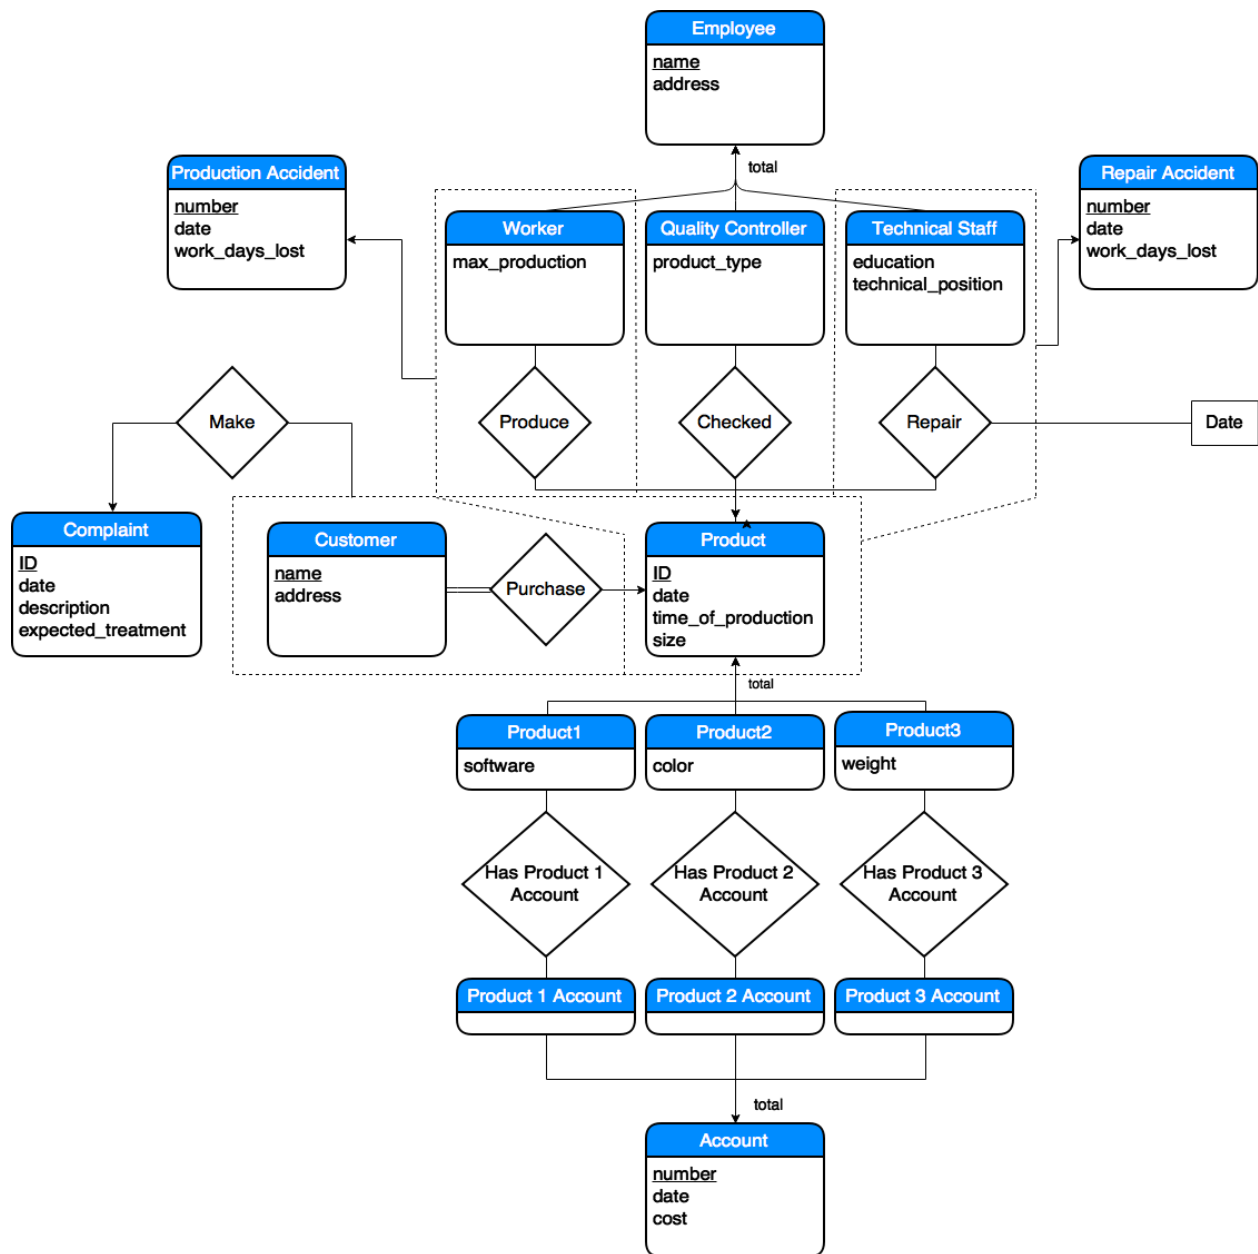 Employee
name
address
total
Production Accident
number
date
work_days_lost
Repair Accident
number
date
work_days_lost
Worker
max_production
Quality Controller
product_type
Technical Staff
education
technical_position
Make
Produce
Checked
Repair
Date
Complaint
ID
date
description
expected_treatment
Customer
name
address
Purchase
Product
ID
date
time_of_production
size
total
Product1
software
Product2
color
Product3
weight
Has Product 1
Account
Has Product 2
Account
Has Product 3
Account
Product 1 Account
Product 2 Account
Product 3 Account
total
Account
number
date
cost